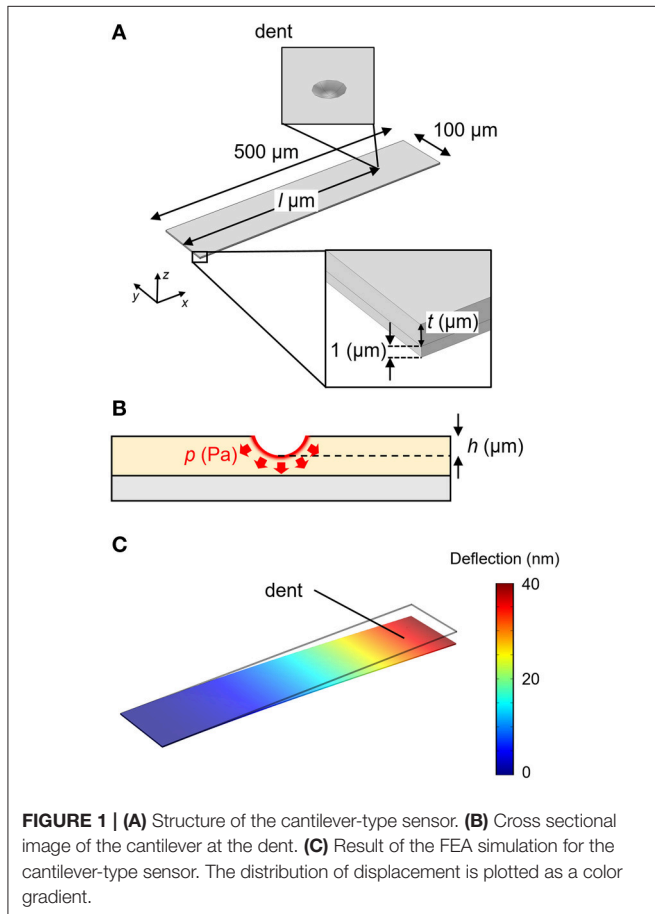 A
dent
500 μm
100 μm
l μm
z
y
x
t (μm)
1 (μm)
B
p (Pa)
h (μm)
C
Deflection (nm)
dent
40
20
0
FIGURE 1 | (A) Structure of the cantilever-type sensor. (B) Cross sectional
image of the cantilever at the dent. (C) Result of the FEA simulation for the
cantilever-type sensor. The distribution of displacement is plotted as a color
gradient.